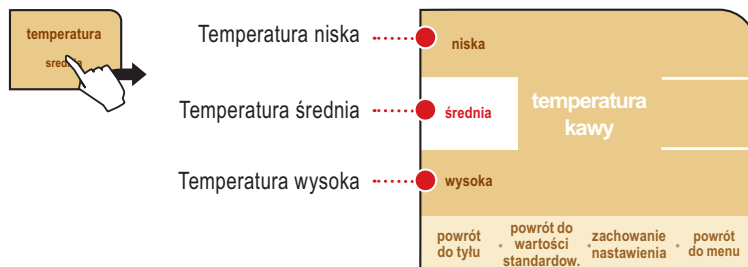 temperatura
srednia
Temperatura niska
Temperatura średnia
Temperatura wysoka
niska
średnia
wysoka
temperatura
kawy
powrót
do tyłu
powrót do
wartości
standardow.
zachowanie
nastawienia
powrót
do menu